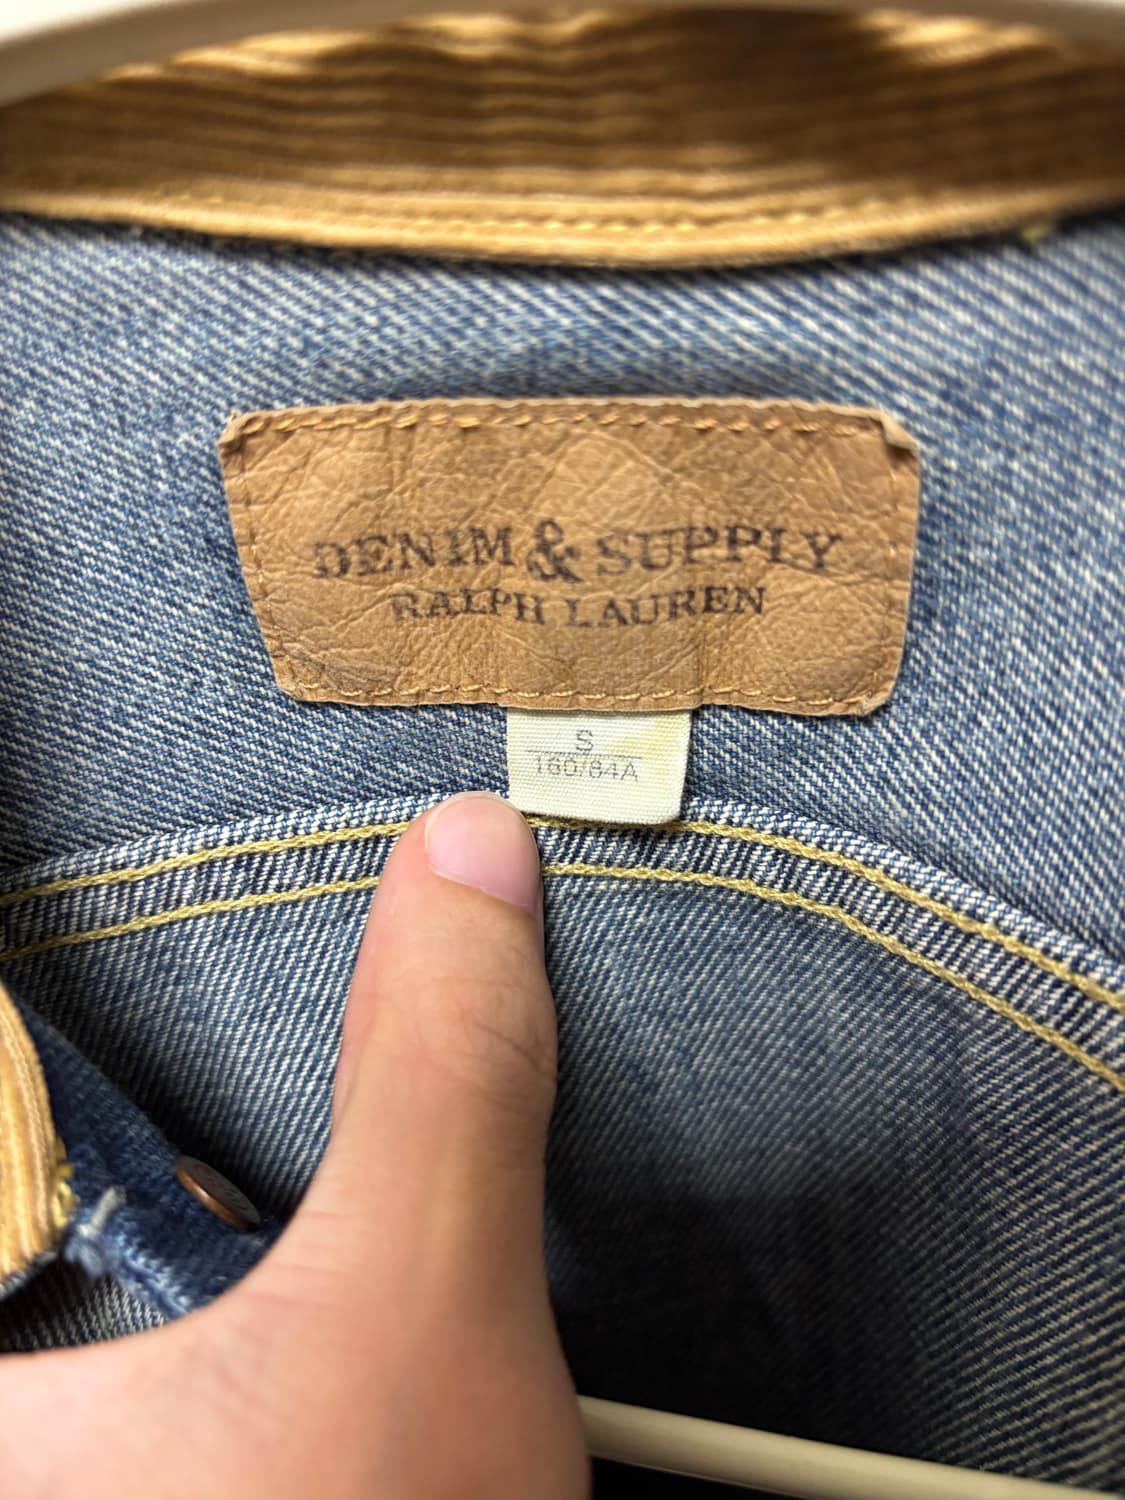 DENIM & SUPPLY
RALPH LAUREN
S
160/84A